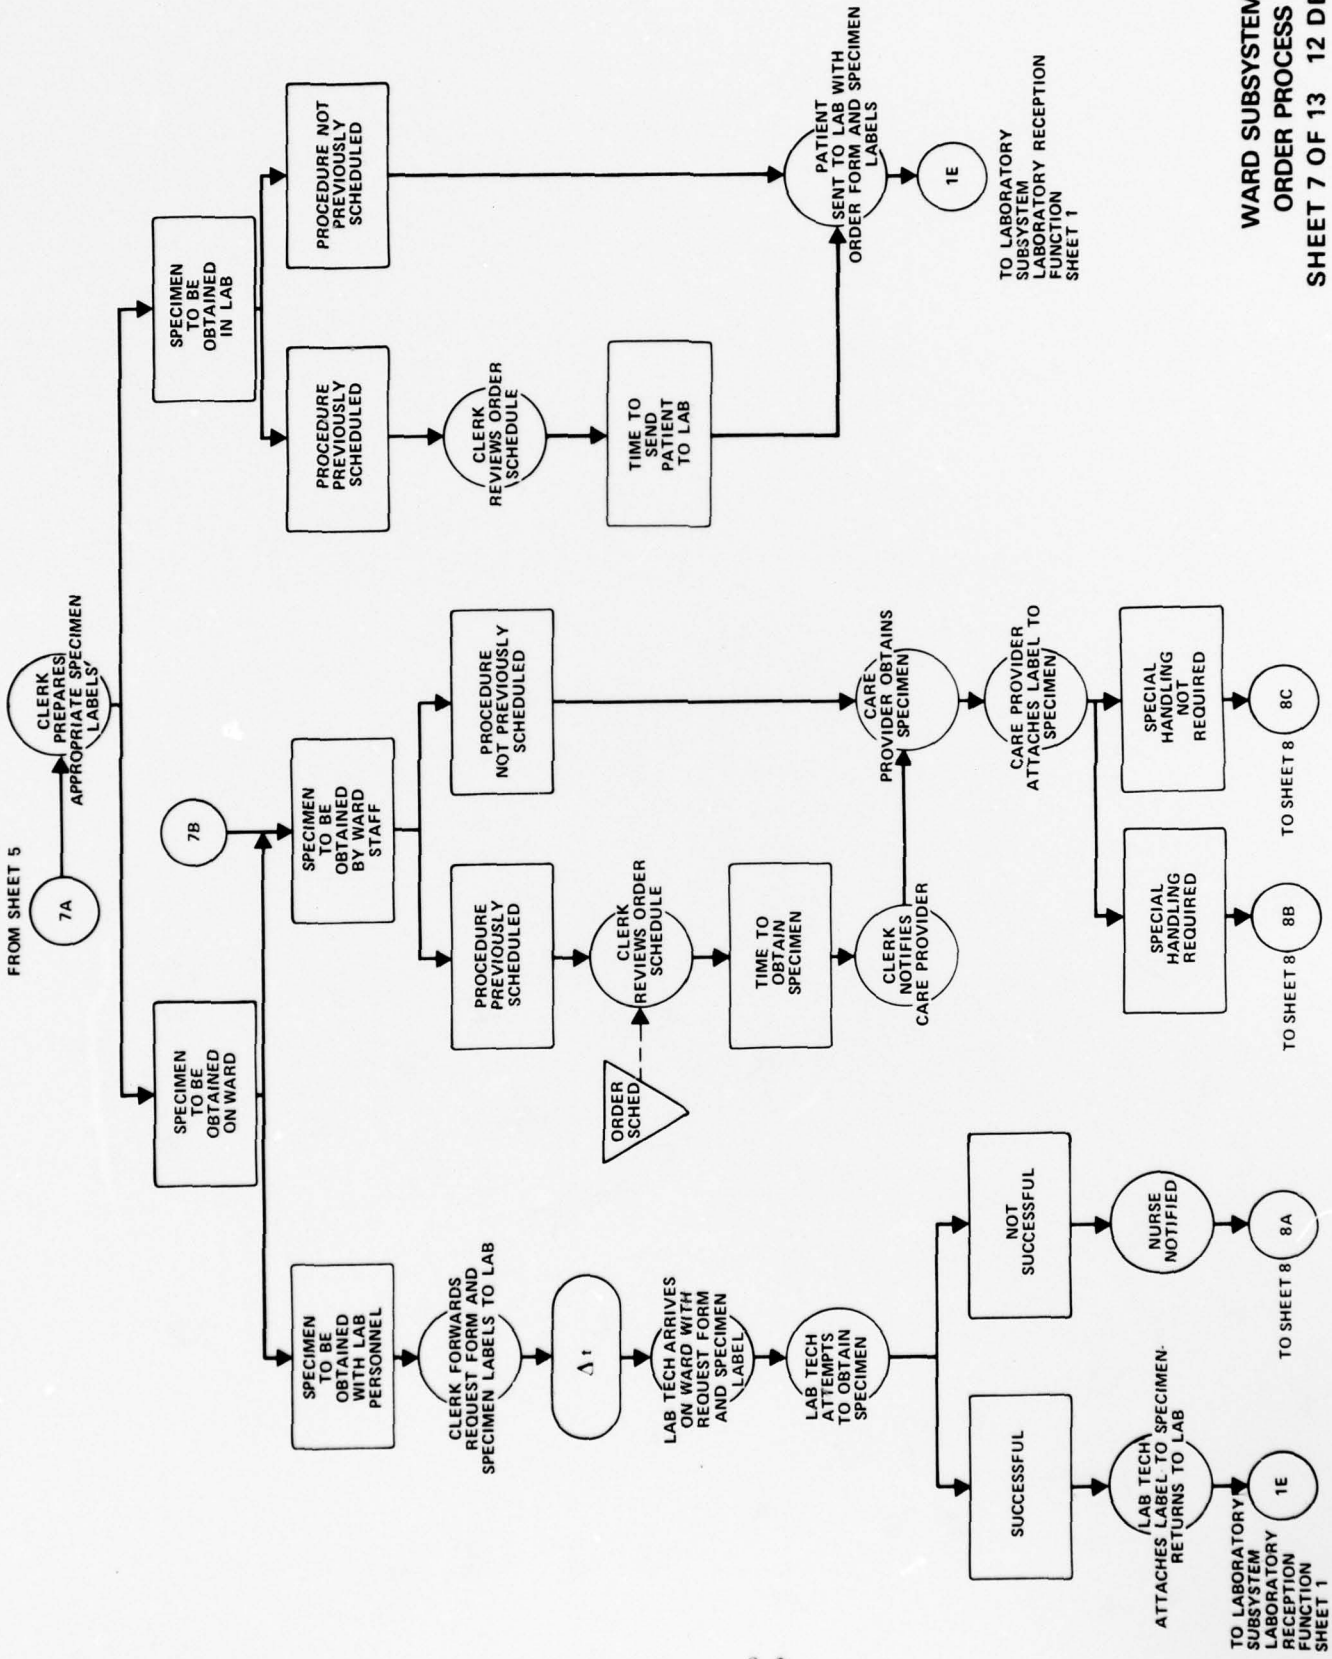 FROM SHEET 5
7A
CLERK
PREPARES
APPROPRIATE SPECIMEN
LABELS
SPECIMEN
TO BE
OBTAINED
ON WARD
SPECIMEN
TO BE
OBTAINED
IN LAB
7B
SPECIMEN
TO BE
OBTAINED
WITH LAB
PERSONNEL
SPECIMEN
TO BE
OBTAINED
BY WARD
STAFF
PROCEDURE
PREVIOUSLY
SCHEDULED
PROCEDURE NOT
PREVIOUSLY
SCHEDULED
CLERK FORWARDS
REQUEST FORM AND
SPECIMEN LABELS TO LAB
PROCEDURE
PREVIOUSLY
SCHEDULED
PROCEDURE
NOT PREVIOUSLY
SCHEDULED
CLERK
REVIEWS ORDER
SCHEDULE
Δ t
ORDER
SCHED
CLERK
REVIEWS ORDER
SCHEDULE
TIME TO
SEND
PATIENT
TO LAB
LAB TECH ARRIVES
ON WARD WITH
REQUEST FORM
AND SPECIMEN
LABEL
TIME TO
OBTAIN
SPECIMEN
LAB TECH
ATTEMPTS
TO OBTAIN
SPECIMEN
CLERK
NOTIFIES
CARE PROVIDER
CARE
PROVIDER OBTAINS
SPECIMEN
PATIENT
SENT TO LAB WITH
ORDER FORM AND SPECIMEN
LABELS
1E
TO LABORATORY
SUBSYSTEM
LABORATORY RECEPTION
FUNCTION
SHEET 1
CARE PROVIDER
ATTACHES LABEL TO
SPECIMEN
SUCCESSFUL
NOT
SUCCESSFUL
SPECIAL
HANDLING
REQUIRED
SPECIAL
HANDLING
NOT
REQUIRED
LAB TECH
ATTACHES LABEL TO SPECIMEN-
RETURNS TO LAB
NURSE
NOTIFIED
TO LABORATORY
SUBSYSTEM
LABORATORY
RECEPTION
FUNCTION
SHEET 1
1E
TO SHEET 8
8A
TO SHEET 8
8B
TO SHEET 8
8C
WARD SUBSYSTEM
ORDER PROCESS
SHEET 7 OF 13 12